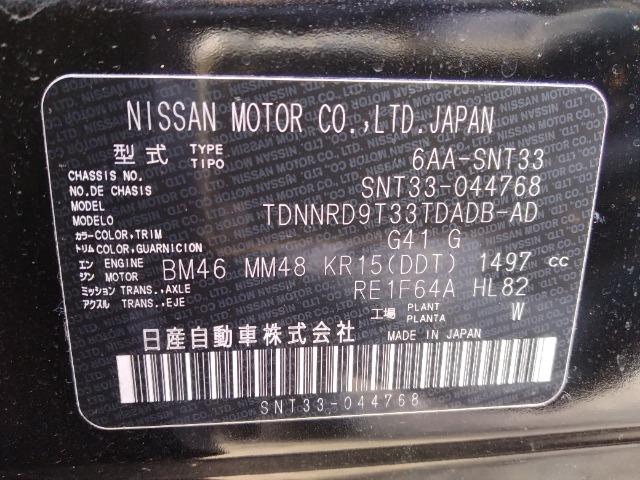 NISSAN MOTOR CO.,LTD.JAPAN
型式 TYPE TIPO 6AA-SNT33
CHASSIS NO.
NO.DE CHASIS SNT33-044768
MODEL
MODELO TDNNRD9T33TDADB-AD
カラー COLOR,TRIM
トリム COLOR,GUARNICION G41 G
エン ENGINE
ジン MOTOR BM46 MM48 KR15(DDT) 1497 cc
ミッション TRANS.,AXLE
アクスル TRANS.,EJE RE1F64A HL82
工場 PLANT PLANTA W
日産自動車株式会社 MADE IN JAPAN
SNT33-044768